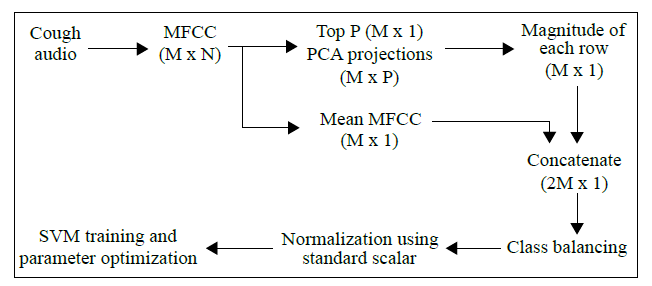 Cough
audio
MFCC
(M x N)
Top P (M x 1)
PCA projections
(M x P)
Magnitude of
each row
(M x 1)
Mean MFCC
(M x 1)
Concatenate
(2M x 1)
Class balancing
Normalization using
standard scalar
SVM training and
parameter optimization